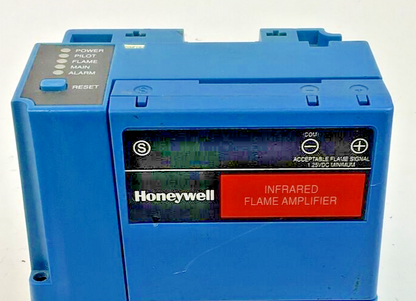 POWER
PILOT
FLAME
MAIN
ALARM
RESET
S
COM
− +
ACCEPTABLE FLAME SIGNAL
1.25VDC MINIMUM
Honeywell
INFRARED
FLAME AMPLIFIER